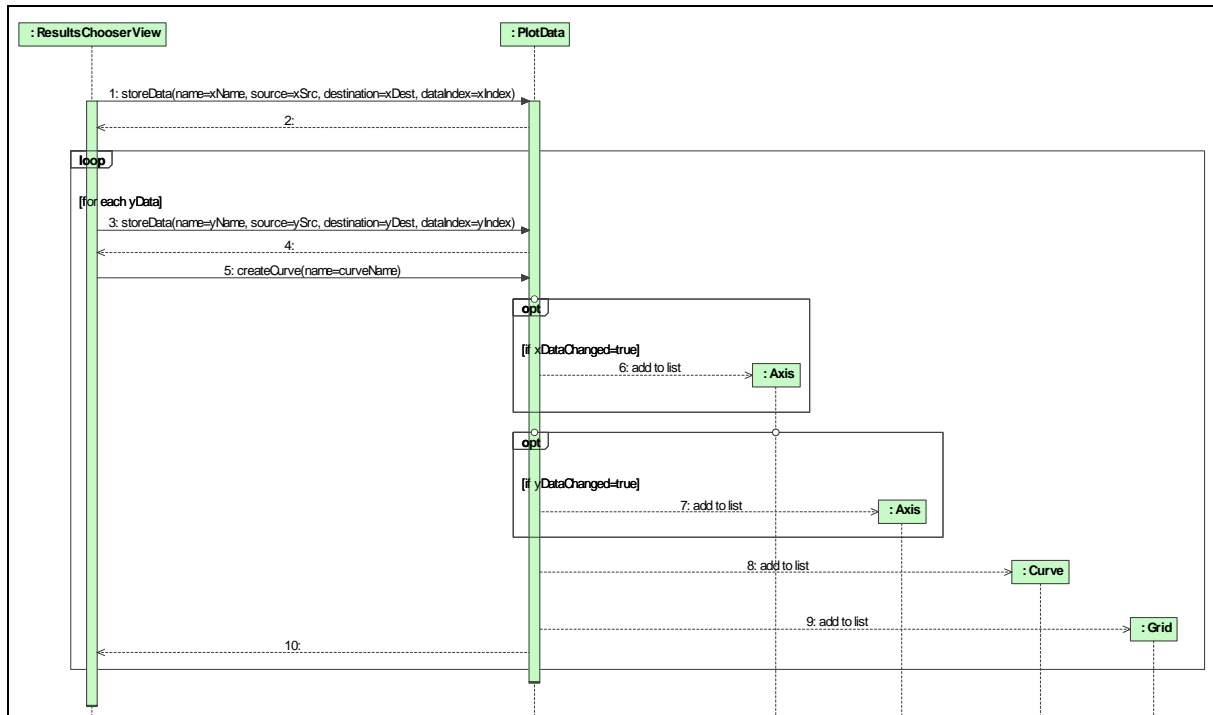 : ResultsChooserView
: PlotData
1: storeData(name=xName, source=xSrc, destination=xDest, dataIndex=xIndex)
2:
loop
[for each yData]
3: storeData(name=yName, source=ySrc, destination=yDest, dataIndex=yIndex)
4:
5: createCurve(name=curveName)
opt
[if xDataChanged=true]
6: add to list
: Axis
opt
[if yDataChanged=true]
7: add to list
: Axis
8: add to list
: Curve
9: add to list
: Grid
10: